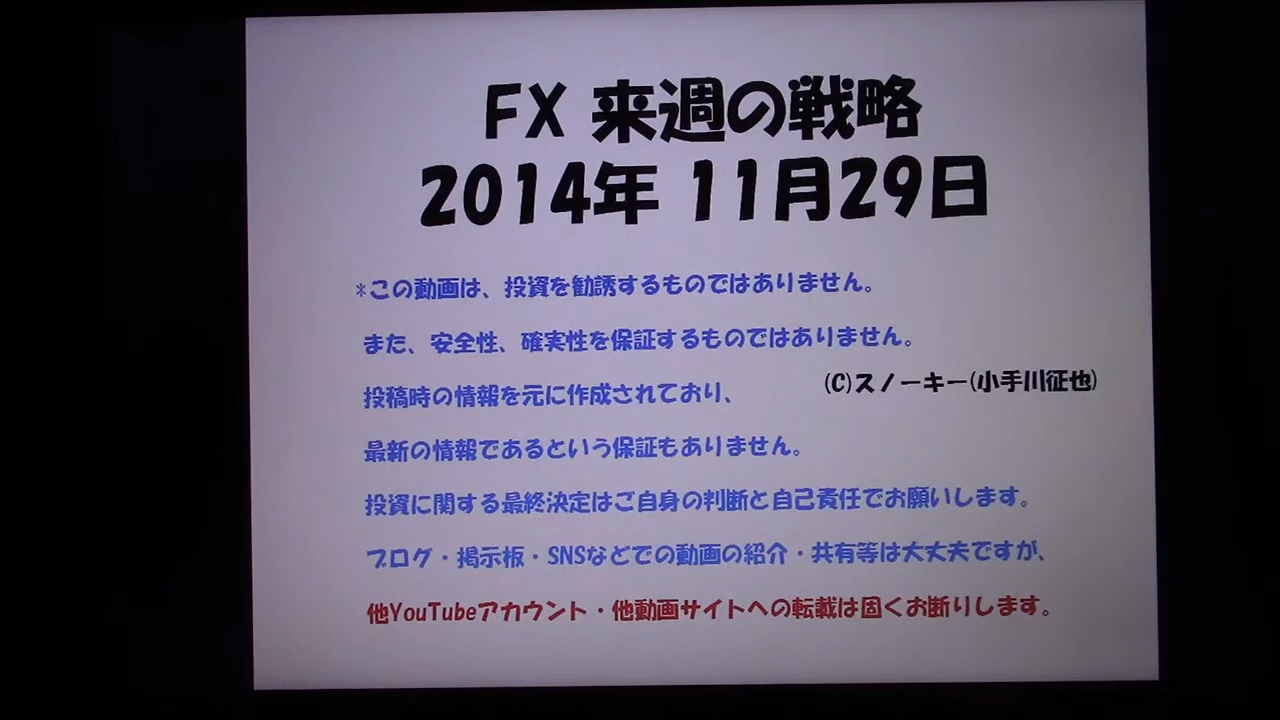 FX 来週の戦略
2014年 11月29日
*この動画は、投資を勧誘するものではありません。
また、安全性、確実性を保証するものではありません。
(C)スノーキー(小手川征也)
投稿時の情報を元に作成されており、
最新の情報であるという保証もありません。
投資に関する最終決定はご自身の判断と自己責任でお願いします。
ブログ・掲示板・SNSなどでの動画の紹介・共有等は大丈夫ですが、
他YouTubeアカウント・他動画サイトへの転載は固くお断りします。